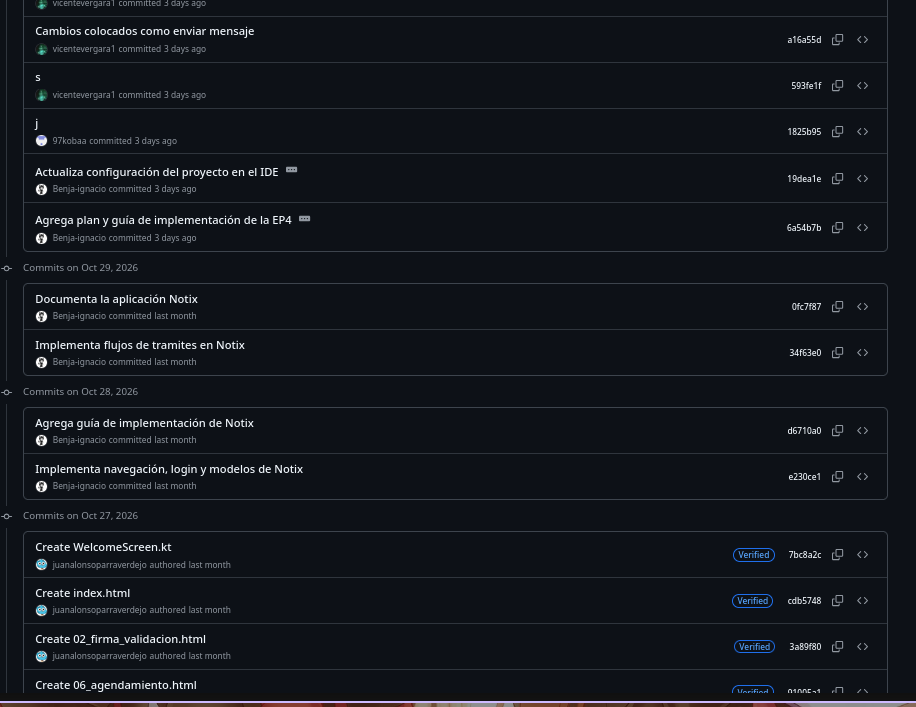 vicentevergara1 committed 3 days ago
Cambios colocados como enviar mensaje
vicentevergara1 committed 3 days ago
a16a55d
s
vicentevergara1 committed 3 days ago
593fe1f
j
97kobaa committed 3 days ago
1825b95
Actualiza configuración del proyecto en el IDE
Benja-ignacio committed 3 days ago
19dea1e
Agrega plan y guía de implementación de la EP4
Benja-ignacio committed 3 days ago
6a54b7b
Commits on Oct 29, 2026
Documenta la aplicación Notix
Benja-ignacio committed last month
0fc7f87
Implementa flujos de tramites en Notix
Benja-ignacio committed last month
34f63e0
Commits on Oct 28, 2026
Agrega guía de implementación de Notix
Benja-ignacio committed last month
d6710a0
Implementa navegación, login y modelos de Notix
Benja-ignacio committed last month
e230ce1
Commits on Oct 27, 2026
Create WelcomeScreen.kt
juanalonsoparraverdejo authored last month
Verified 7bc8a2c
Create index.html
juanalonsoparraverdejo authored last month
Verified cdb5748
Create 02_firma_validacion.html
juanalonsoparraverdejo authored last month
Verified 3a89f80
Create 06_agendamiento.html
Verified